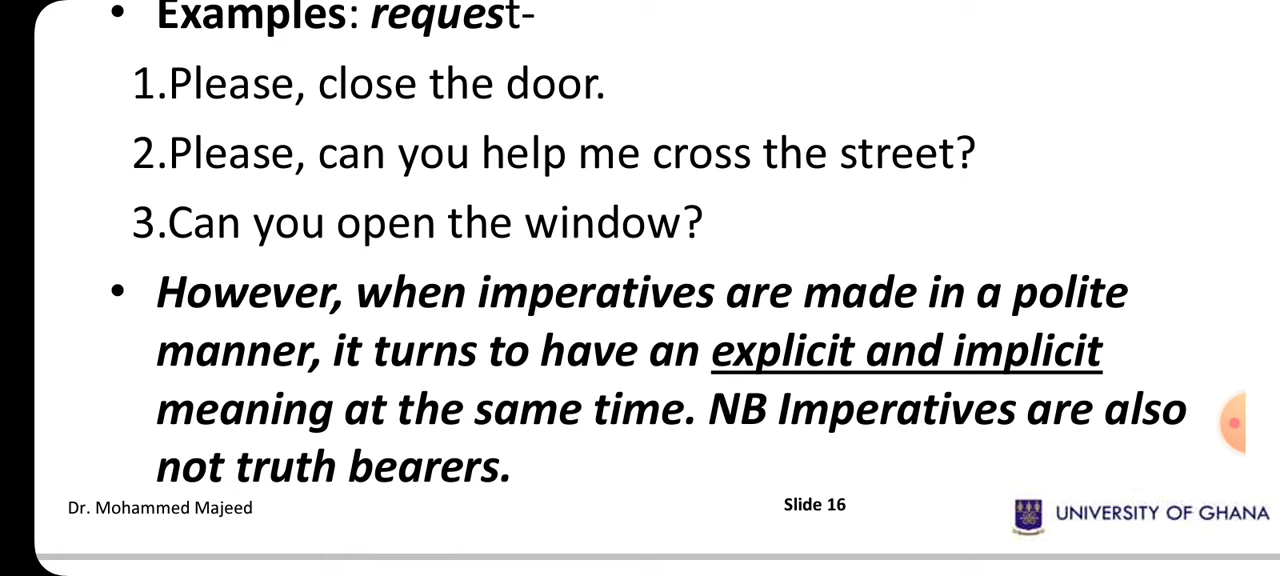 • Examples: request-
1.Please, close the door.
2.Please, can you help me cross the street?
3.Can you open the window?
• However, when imperatives are made in a polite
manner, it turns to have an explicit and implicit
meaning at the same time. NB Imperatives are also
not truth bearers.
Dr. Mohammed Majeed
Slide 16
UNIVERSITY OF GHANA